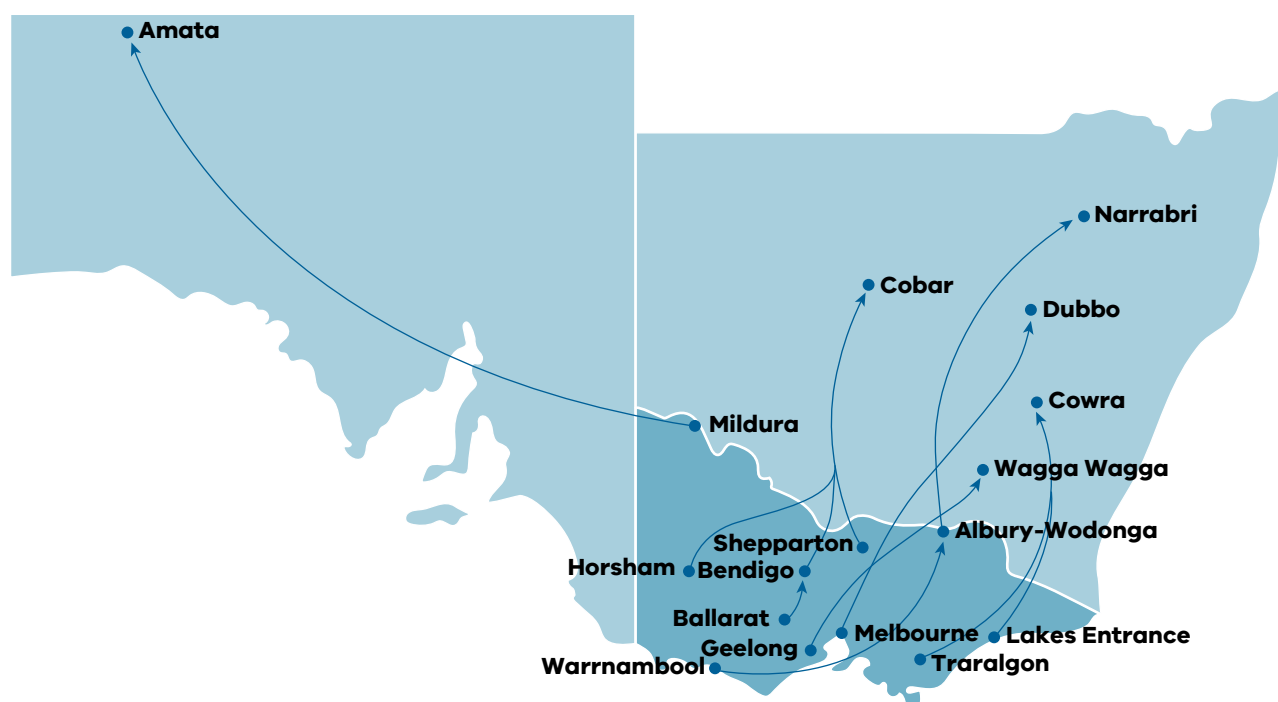 Amata
Narrabri
Cobar
Dubbo
Cowra
Mildura
Wagga Wagga
Albury-Wodonga
Shepparton
Horsham
Bendigo
Ballarat
Melbourne
Lakes Entrance
Geelong
Traralgon
Warrnambool